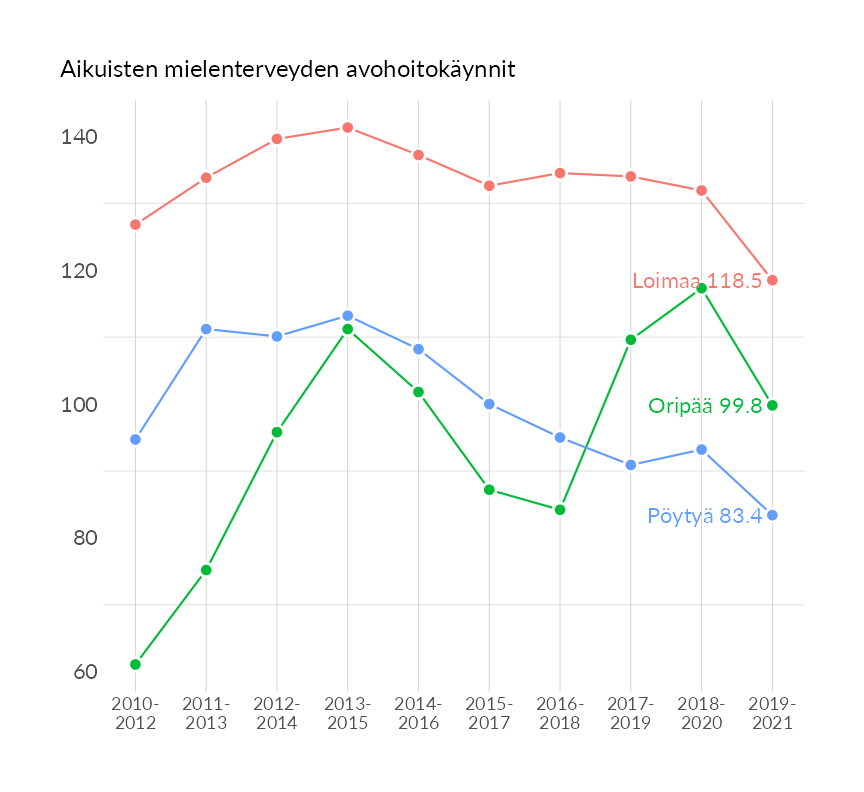 Aikuisten mielenterveyden avohoitokäynnit
140
120
100
80
60
Loimaa 118.5
Oripää 99.8
Pöytyä 83.4
2010- 2011- 2012- 2013- 2014- 2015- 2016- 2017- 2018- 2019-
2012 2013 2014 2015 2016 2017 2018 2019 2020 2021